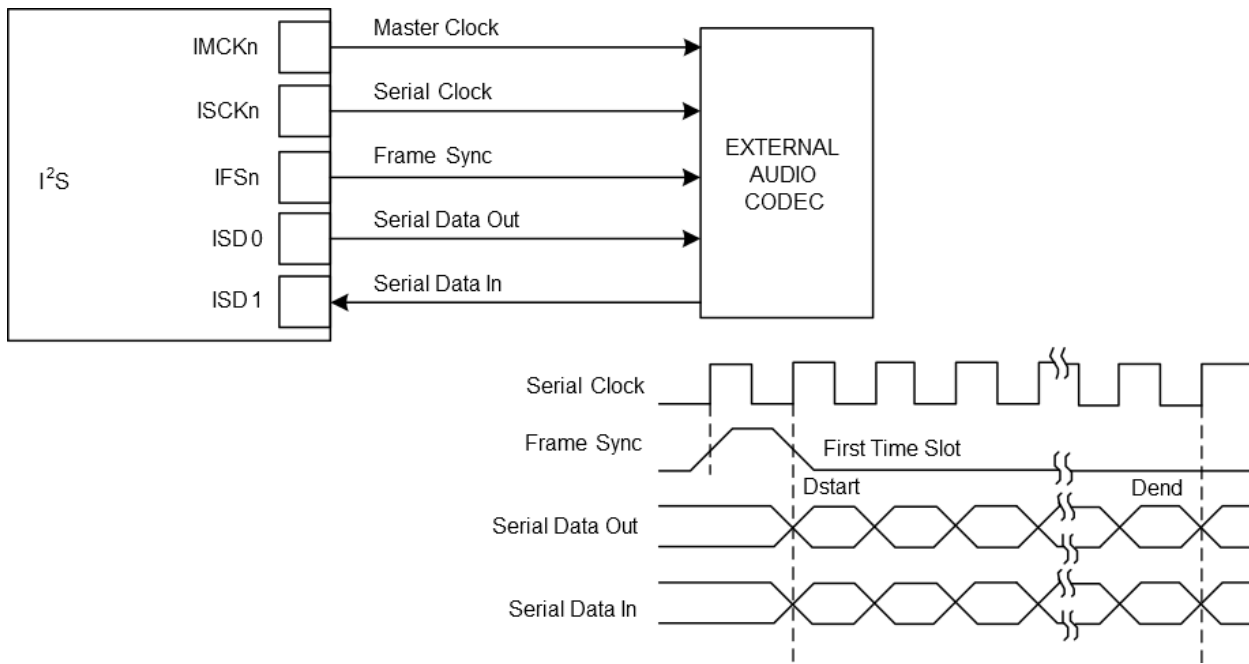 IMCKn
Master Clock
ISCKn
Serial Clock
I²S
IFSn
Frame Sync
EXTERNAL
AUDIO
CODEC
ISD0
Serial Data Out
ISD1
Serial Data In
Serial Clock
Frame Sync
First Time Slot
Dstart
Dend
Serial Data Out
Serial Data In